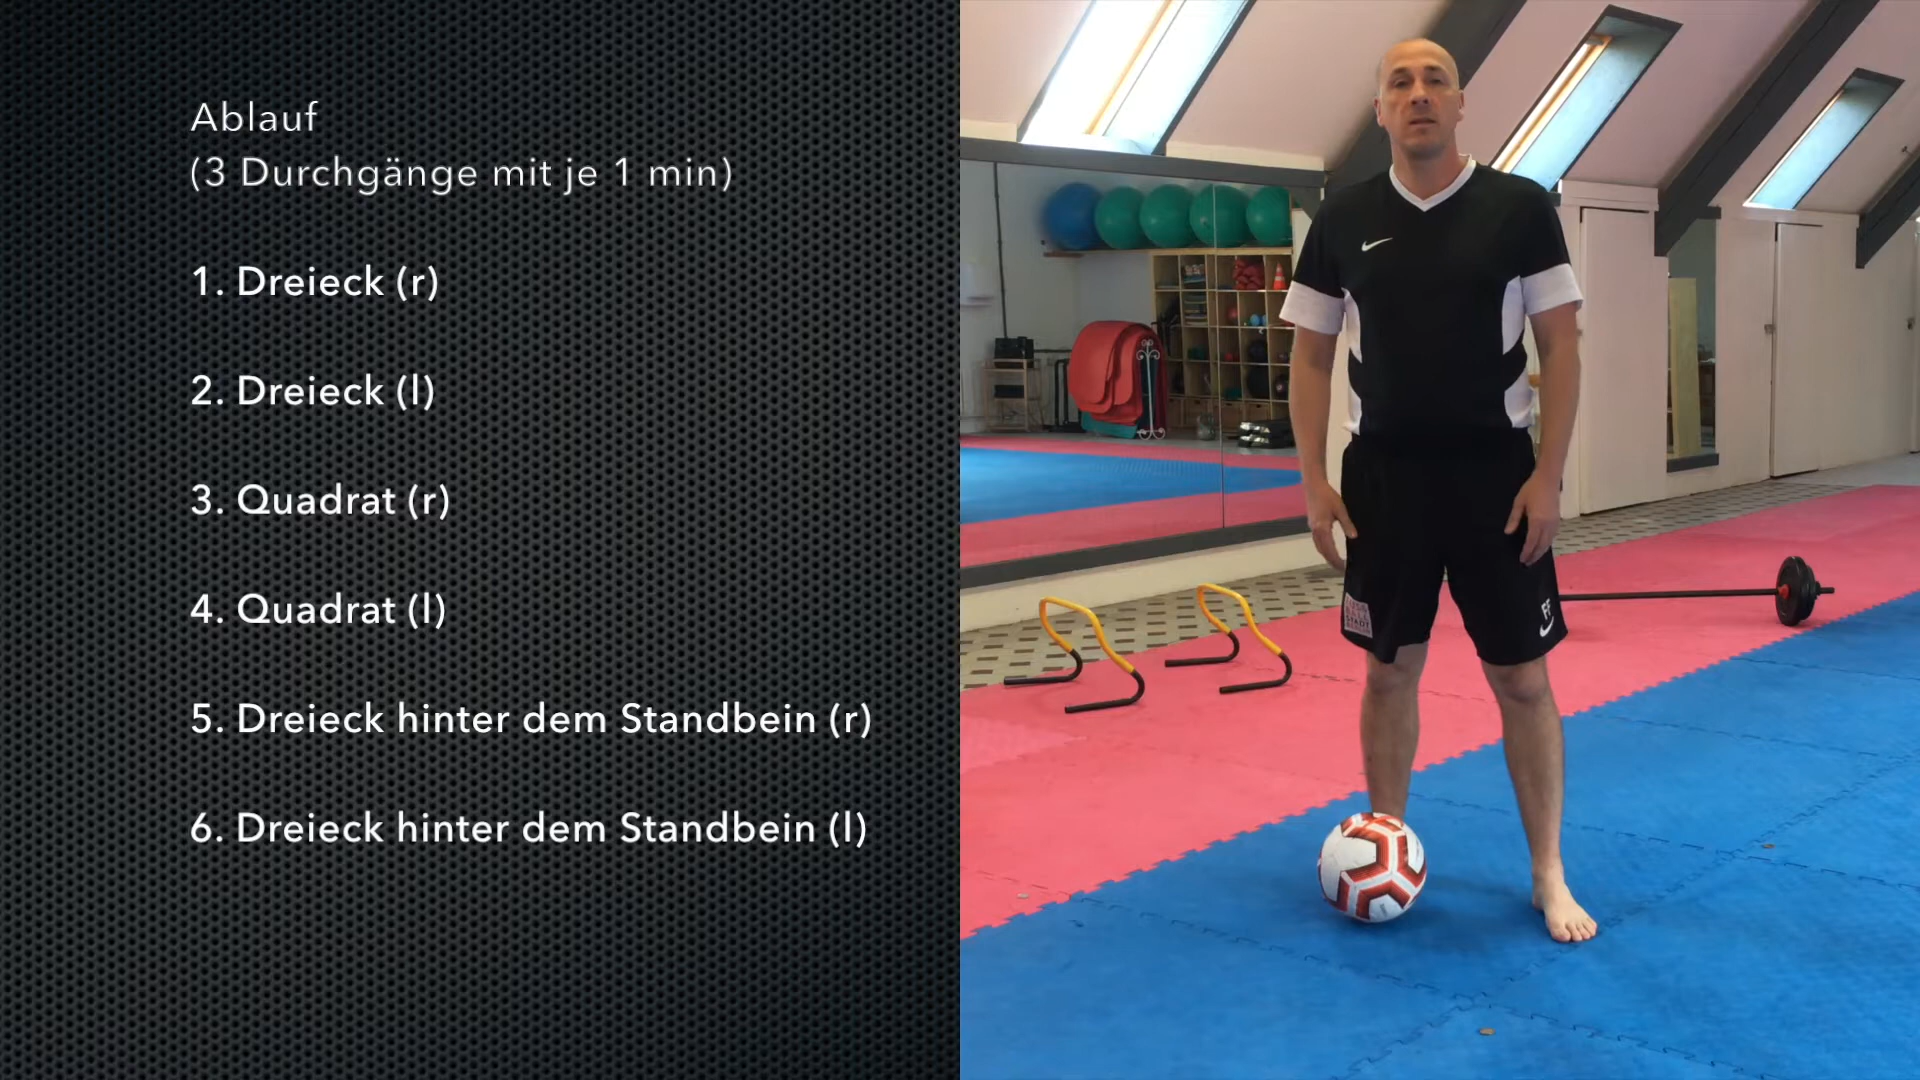 Ablauf
(3 Durchgänge mit je 1 min)
1. Dreieck (r)
2. Dreieck (l)
3. Quadrat (r)
4. Quadrat (l)
5. Dreieck hinter dem Standbein (r)
6. Dreieck hinter dem Standbein (l)
FF